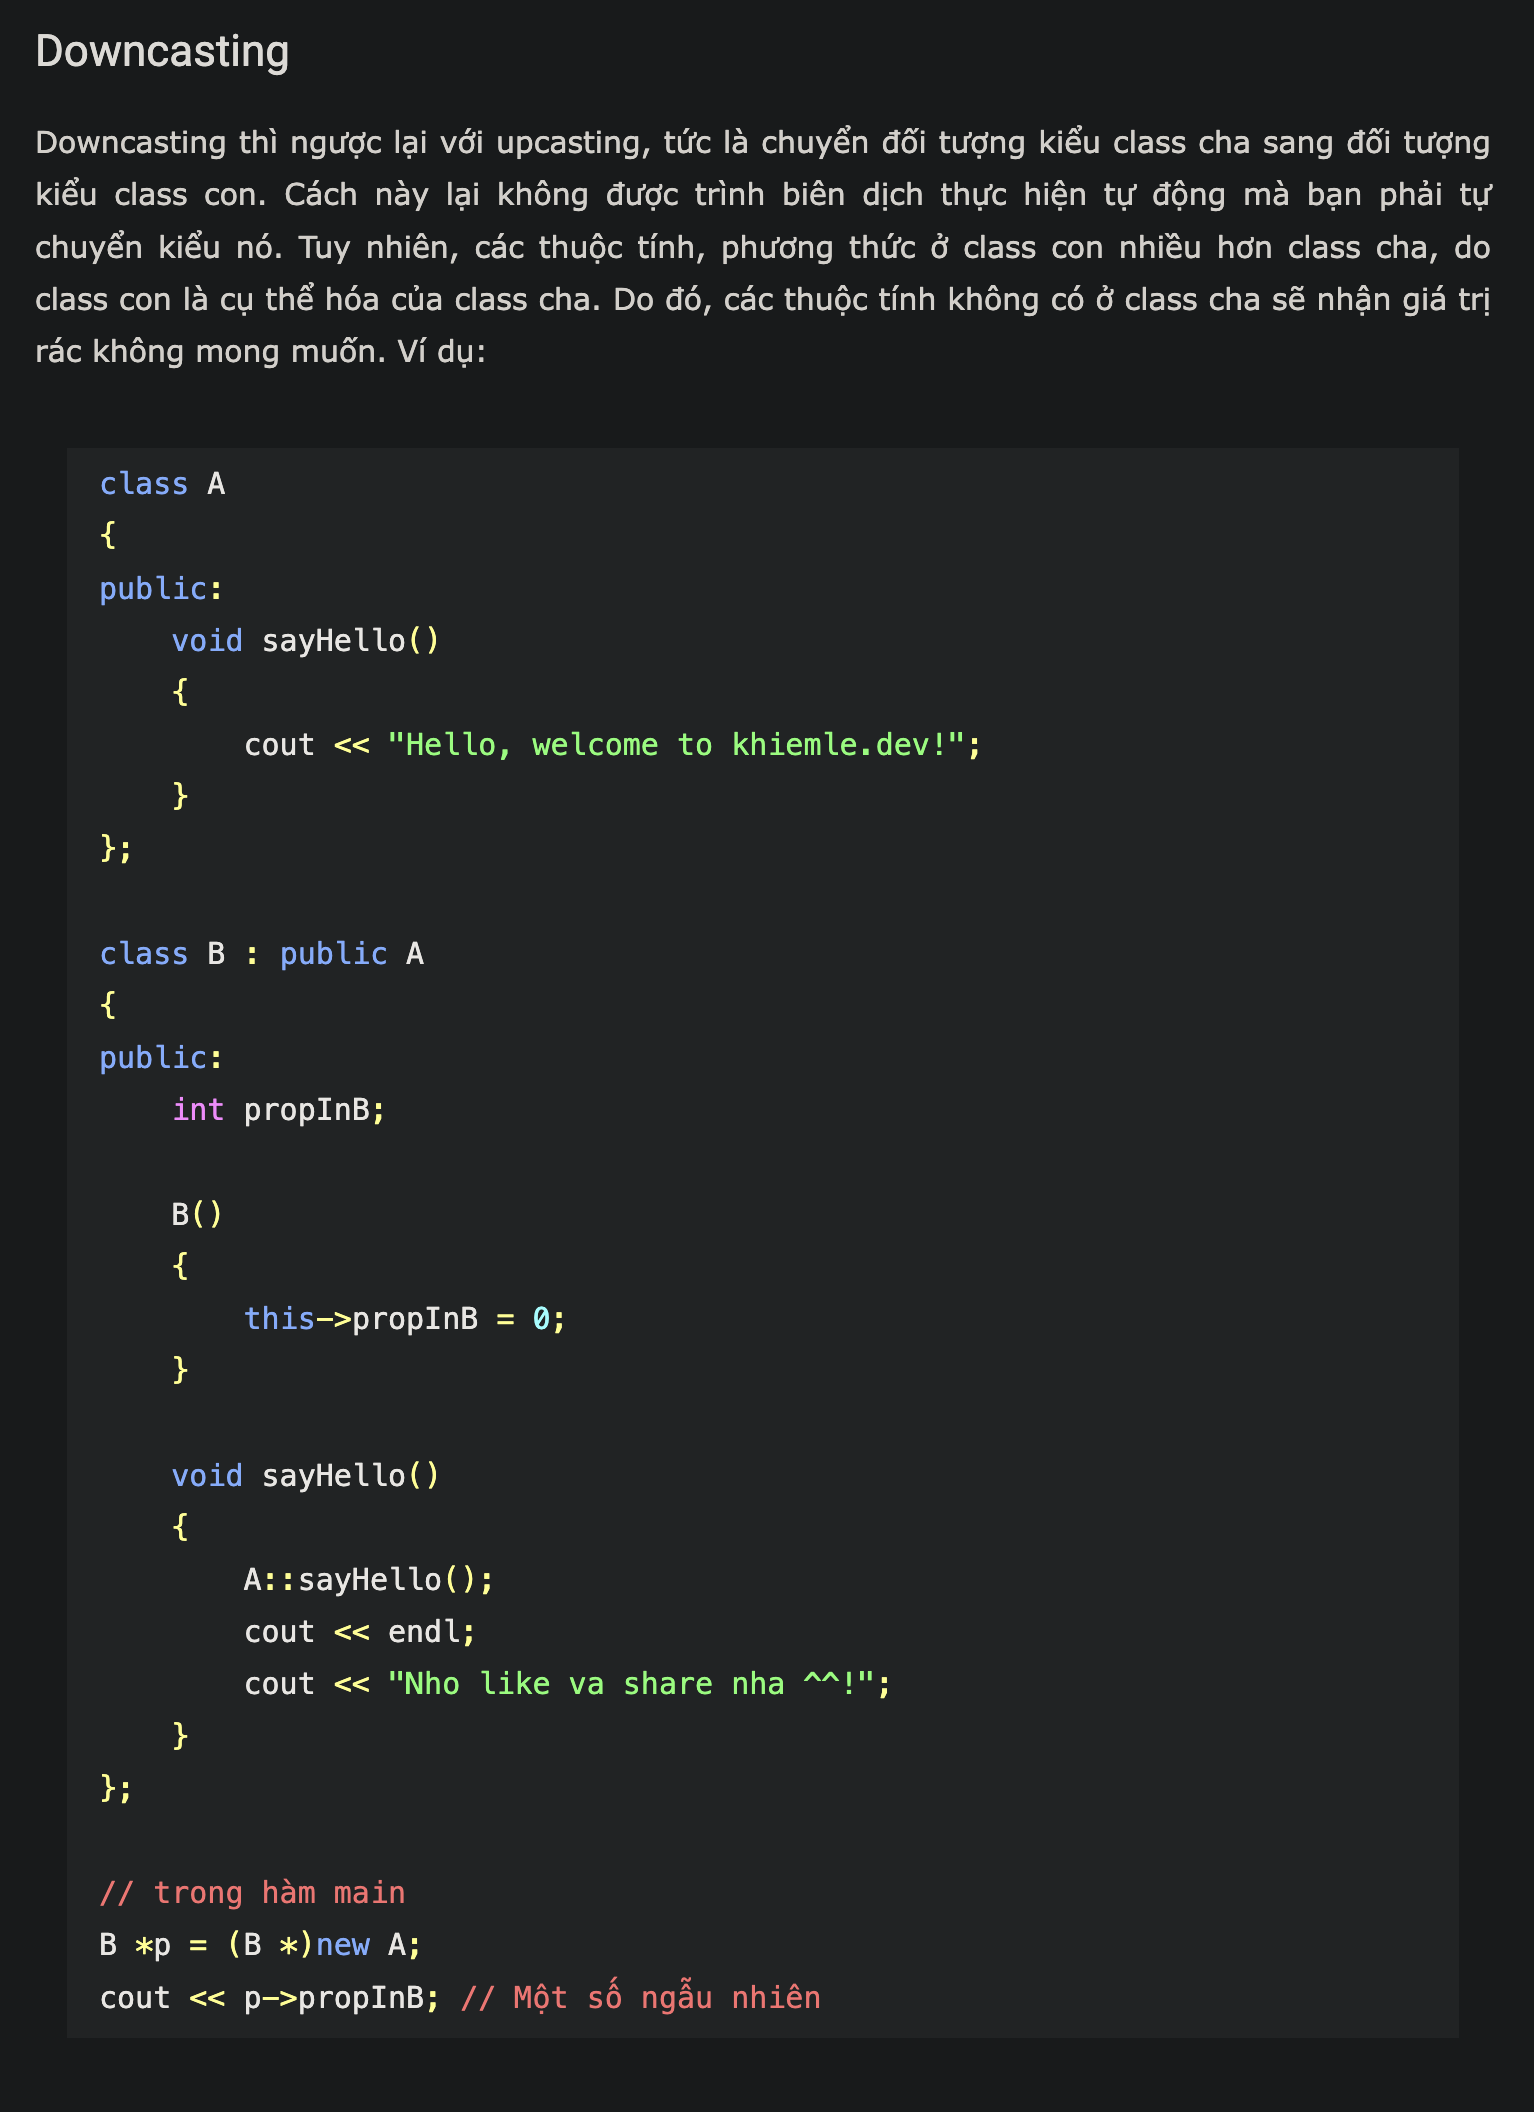 Downcasting
Downcasting thì ngược lại với upcasting, tức là chuyển đối tượng kiểu class cha sang đối tượng
kiểu class con. Cách này lại không được trình biên dịch thực hiện tự động mà bạn phải tự
chuyển kiểu nó. Tuy nhiên, các thuộc tính, phương thức ở class con nhiều hơn class cha, do
class con là cụ thể hóa của class cha. Do đó, các thuộc tính không có ở class cha sẽ nhận giá trị
rác không mong muốn. Ví dụ:
class A
{
public:
    void sayHello()
    {
        cout << "Hello, welcome to khiemle.dev!";
    }
};
class B : public A
{
public:
    int propInB;
    B()
    {
        this->propInB = 0;
    }
    void sayHello()
    {
        A::sayHello();
        cout << endl;
        cout << "Nho like va share nha ^^!";
    }
};
// trong hàm main
B *p = (B *)new A;
cout << p->propInB; // Một số ngẫu nhiên